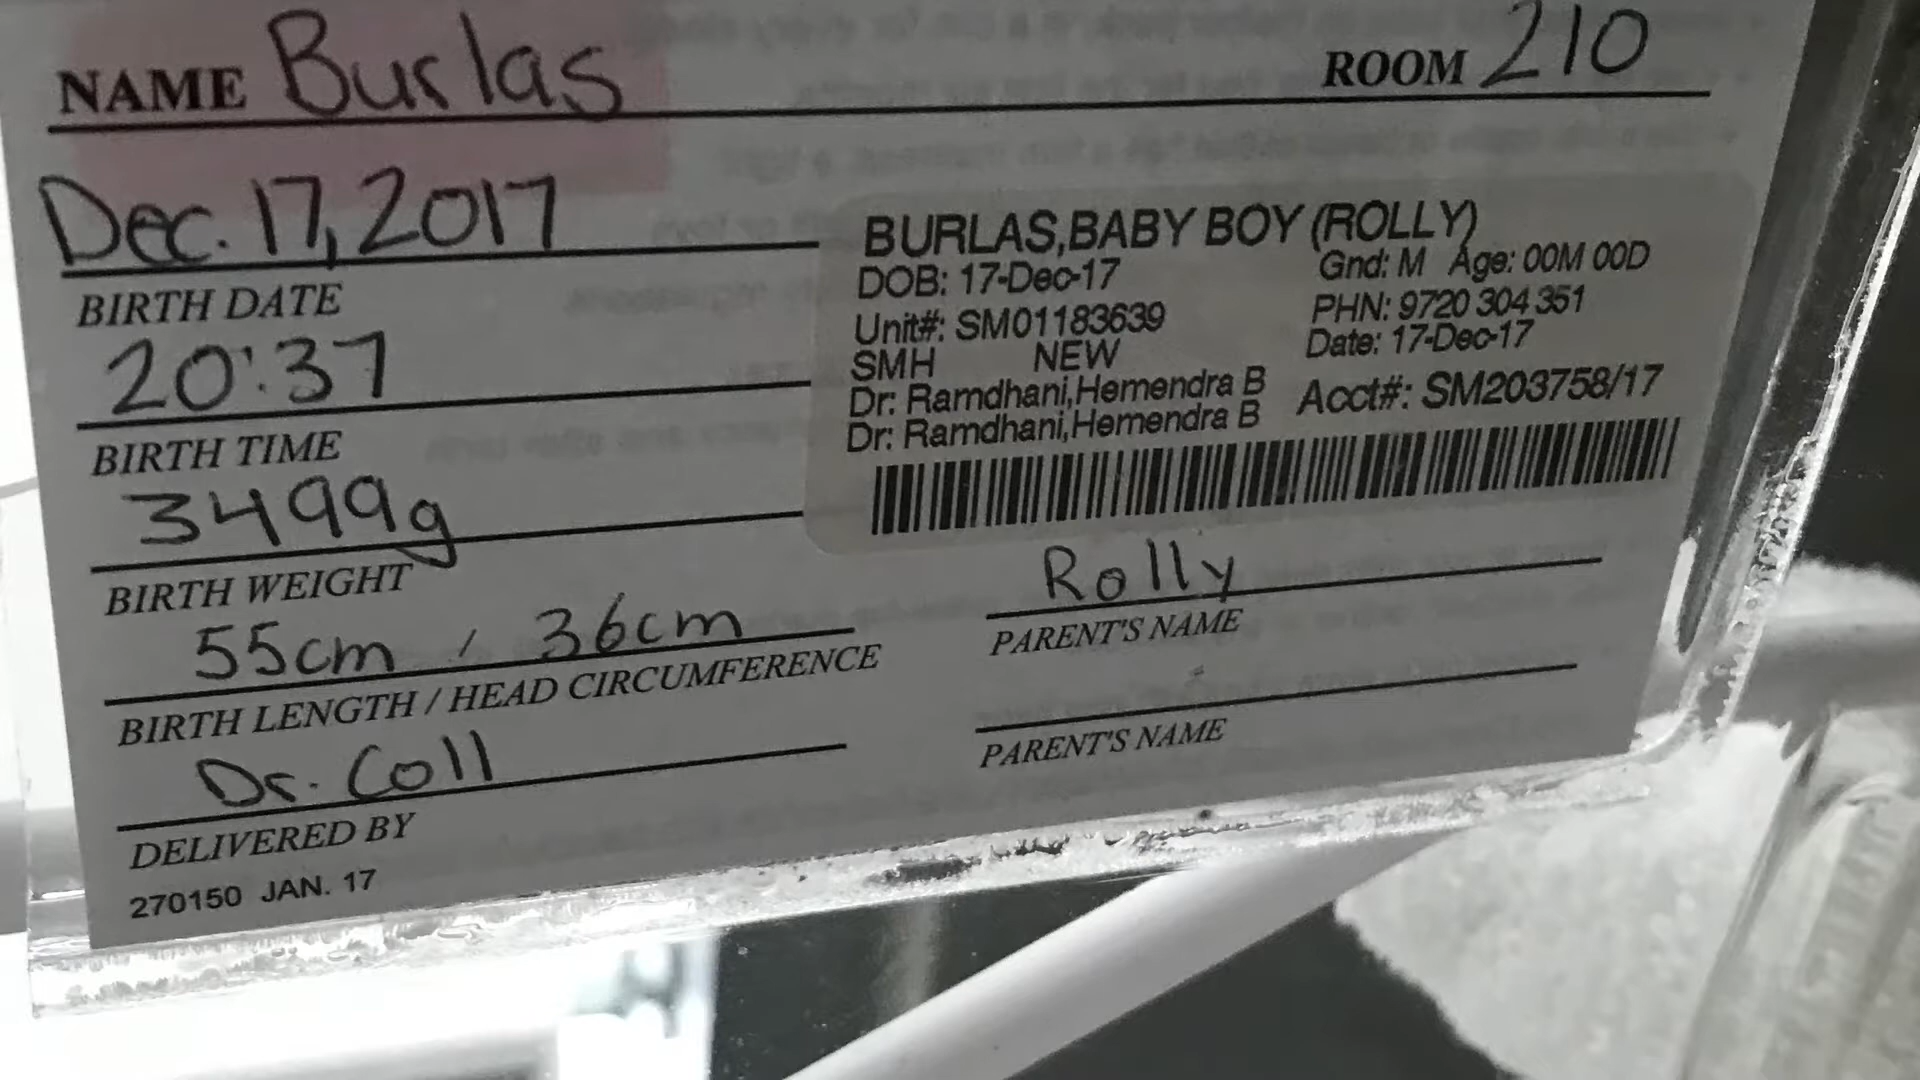 NAME Burlas ROOM 210
Dec. 17, 2017
BIRTH DATE
20:37
BIRTH TIME
3499g
BIRTH WEIGHT
55cm / 36cm
BIRTH LENGTH / HEAD CIRCUMFERENCE
Dr. Coll
DELIVERED BY
270150 JAN. 17
BURLAS,BABY BOY (ROLLY)
DOB: 17-Dec-17 Gnd: M Age: 00M 00D
Unit#: SM01183639 PHN: 9720 304 351
SMH NEW Date: 17-Dec-17
Dr: Ramdhani,Hemendra B
Dr: Ramdhani,Hemendra B Acct#: SM203758/17
Rolly
PARENT'S NAME
PARENT'S NAME